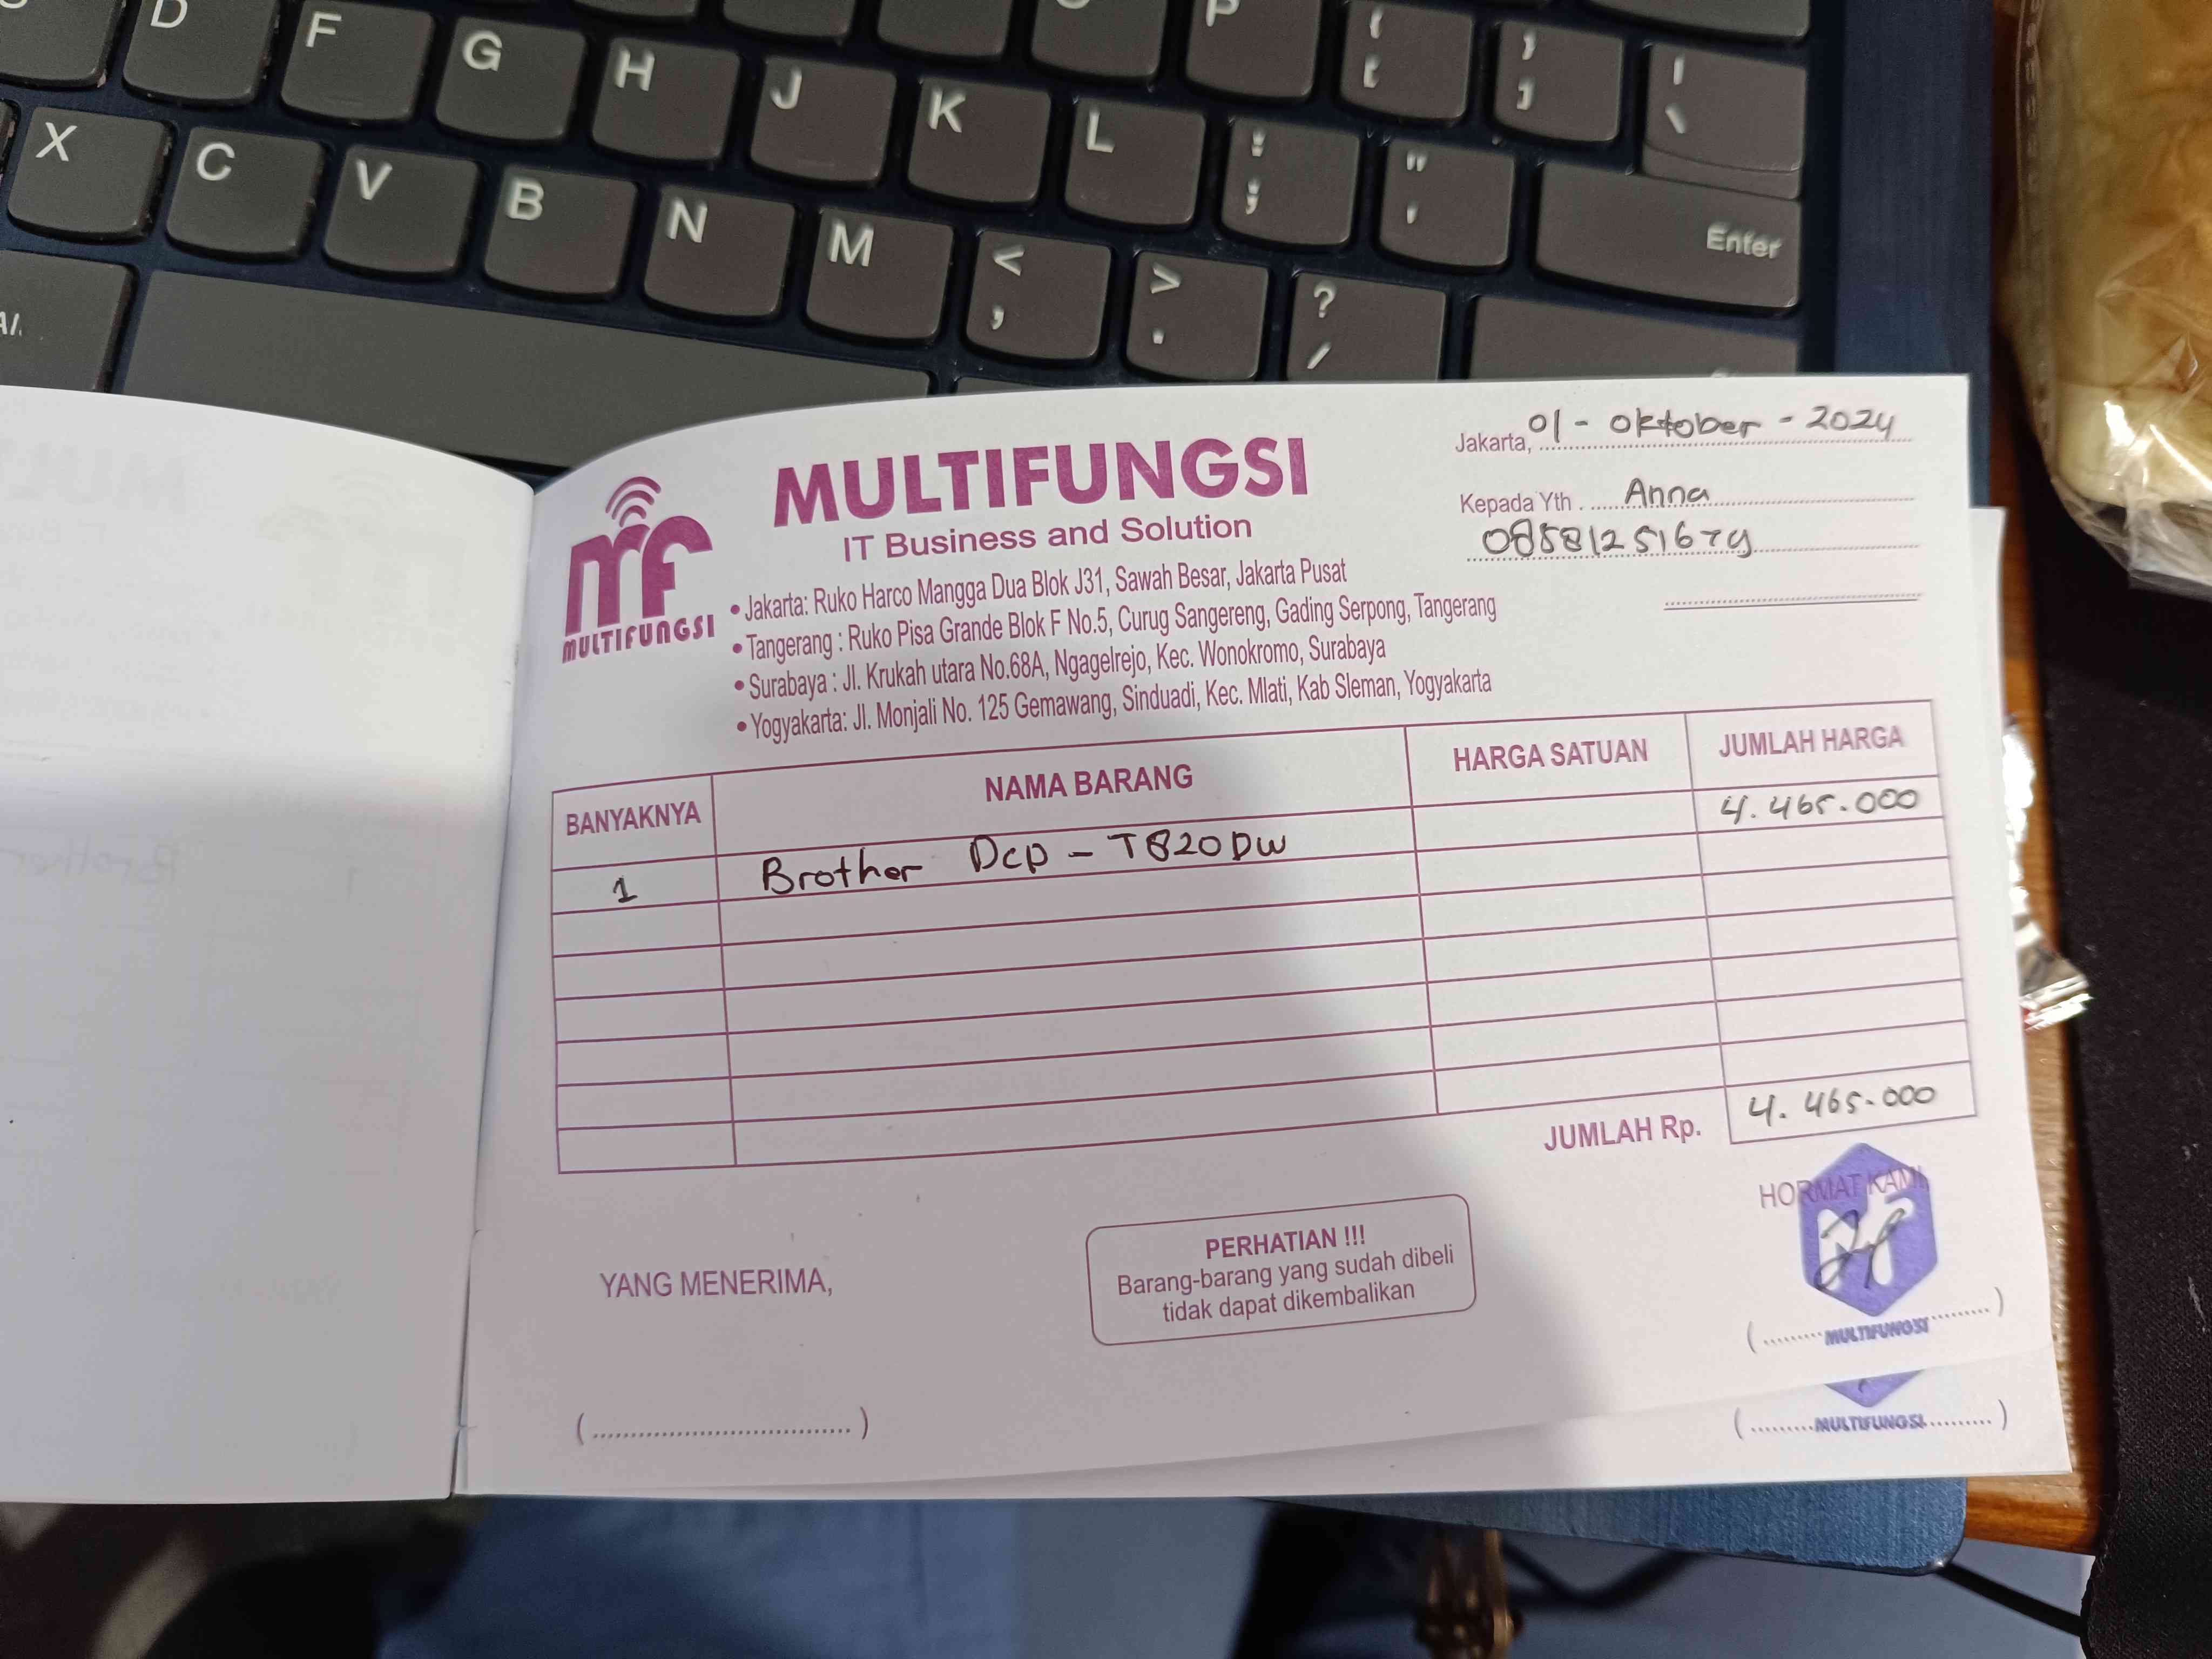 D F G H J K L P { [ } ] | \
X C V B N M < , > . ? / : ; " ' Enter
MULTIFUNGSI
MULTIFUNGSI
IT Business and Solution
• Jakarta: Ruko Harco Mangga Dua Blok J31, Sawah Besar, Jakarta Pusat
• Tangerang : Ruko Pisa Grande Blok F No.5, Curug Sangereng, Gading Serpong, Tangerang
• Surabaya : Jl. Krukah utara No.68A, Ngagelrejo, Kec. Wonokromo, Surabaya
• Yogyakarta: Jl. Monjali No. 125 Gemawang, Sinduadi, Kec. Mlati, Kab Sleman, Yogyakarta
Jakarta, 01 - Oktober - 2024
Kepada Yth . Anna
BANYAKNYA NAMA BARANG HARGA SATUAN JUMLAH HARGA
1 Brother Dcp - T820DW 4.465.000
JUMLAH Rp. 4.465.000
YANG MENERIMA,
PERHATIAN !!!
Barang-barang yang sudah dibeli
tidak dapat dikembalikan
HORMAT KAMI,
MULTIFUNGSI
MULTIFUNGSI